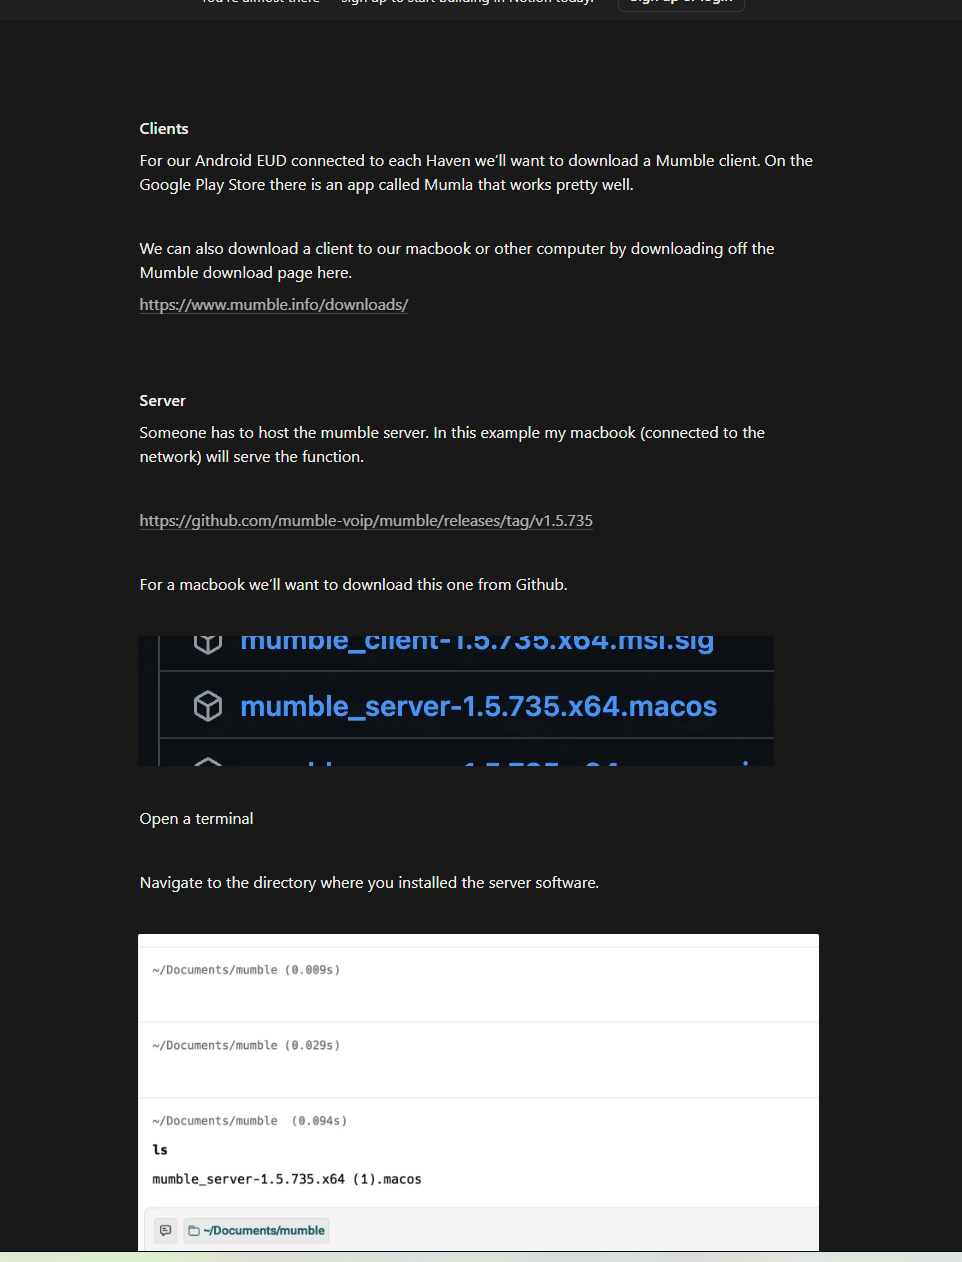 Clients
For our Android EUD connected to each Haven we'll want to download a Mumble client. On the
Google Play Store there is an app called Mumla that works pretty well.
We can also download a client to our macbook or other computer by downloading off the
Mumble download page here.
https://www.mumble.info/downloads/
Server
Someone has to host the mumble server. In this example my macbook (connected to the
network) will serve the function.
https://github.com/mumble-voip/mumble/releases/tag/v1.5.735
For a macbook we'll want to download this one from Github.
mumble_client-1.5.735.x64.msi.sig
mumble_server-1.5.735.x64.macos
Open a terminal
Navigate to the directory where you installed the server software.
~/Documents/mumble (0.009s)
~/Documents/mumble (0.029s)
~/Documents/mumble (0.094s)
ls
mumble_server-1.5.735.x64 (1).macos
~/Documents/mumble